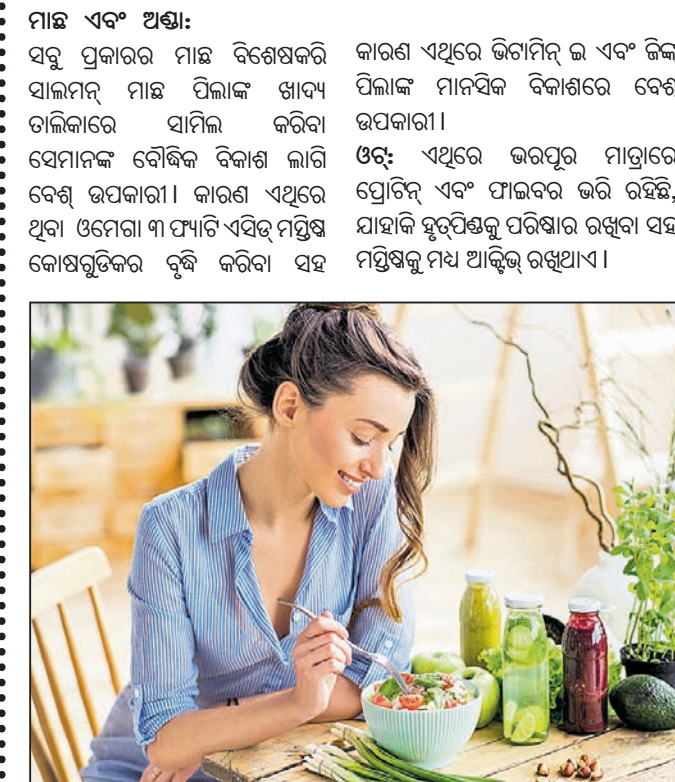 ମାଛ ଏବଂ ଅଣ୍ଡା:
ସବୁ ପ୍ରକାରର ମାଛ ବିଶେଷକରି
ସାଲମନ୍ ମାଛ ପିଲାଙ୍କ ଖାଦ୍ୟ
ତାଲିକାରେ ସାମିଲ କରିବା
ସେମାନଙ୍କ ବୌଦ୍ଧିକ ବିକାଶ ଲାଗି
ବେଶ୍ ଉପକାରୀ। କାରଣ ଏଥିରେ
ଥିବା ଓମେଗା ୩ ଫ୍ୟାଟି ଏସିଡ୍ ମସ୍ତିଷ୍କ
କୋଷଗୁଡିକର ବୃଦ୍ଧି କରିବା ସହ
କାରଣ ଏଥିରେ ଭିଟାମିନ୍ ଇ ଏବଂ ଜିଙ୍କ
ପିଲାଙ୍କ ମାନସିକ ବିକାଶରେ ବେଶ୍
ଉପକାରୀ।
ଓଟ୍: ଏଥିରେ ଭରପୂର ମାତ୍ରାରେ
ପ୍ରୋଟିନ୍ ଏବଂ ଫାଇବର ଭରି ରହିଛି,
ଯାହାକି ହୃତ୍‌ପିଣ୍ଡକୁ ପରିଷ୍କାର ରଖିବା ସହ
ମସ୍ତିଷ୍କକୁ ମଧ୍ୟ ଆକ୍ଟିଭ୍ ରଖିଥାଏ।